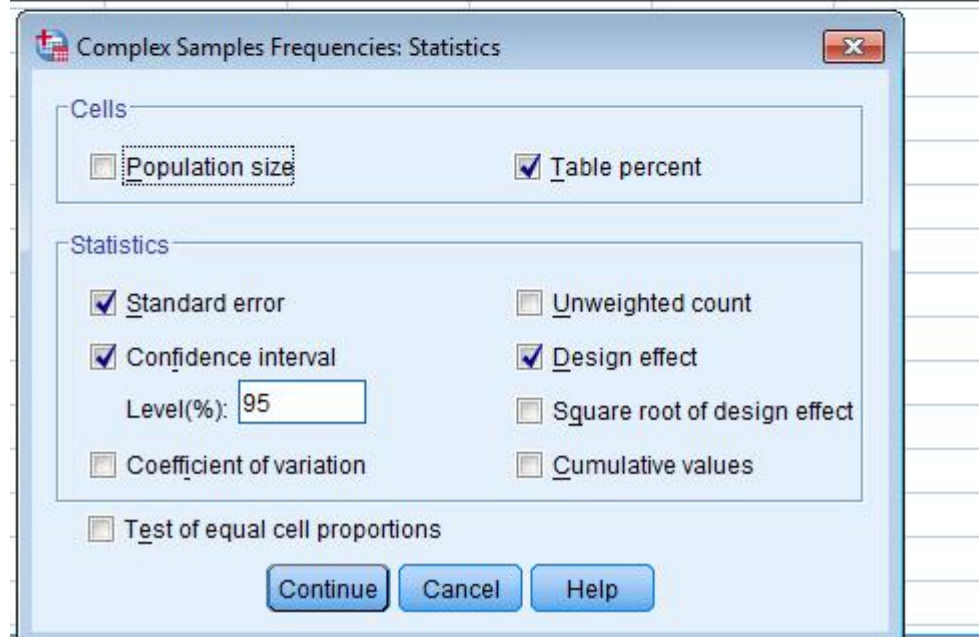 Complex Samples Frequencies: Statistics
Cells
Population size
Table percent
Statistics
Standard error
Unweighted count
Confidence interval
Design effect
Level(%): 95
Square root of design effect
Coefficient of variation
Cumulative values
Test of equal cell proportions
Continue
Cancel
Help